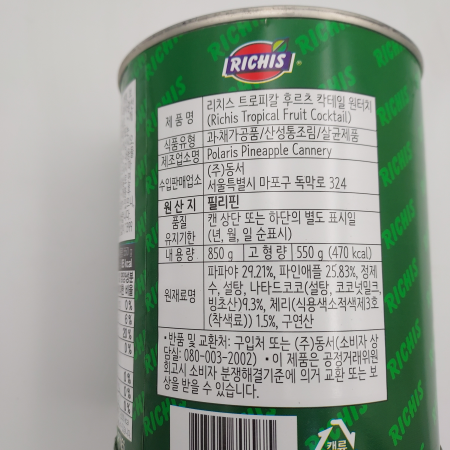 RICHIS
제 품 명 리치스 트로피칼 후르츠 칵테일 원터치
(Richis Tropical Fruit Cocktail)
식품유형 과·채가공품/산성통조림/살균제품
제조업소명 Polaris Pineapple Cannery
수입판매업소 (주)동서
서울특별시 마포구 독막로 324
원 산 지 필리핀
품질
유지기한 캔 상단 또는 하단의 별도 표시일
(년, 월, 일 순표시)
내 용 량 850 g 고 형 량 550 g (470 kcal)
원재료명 파파야 29.21%, 파인애플 25.83%, 정제
수, 설탕, 나타드코코(설탕, 코코넛밀크,
빙초산)9.3%, 체리(식용색소적색제3호
(착색료)) 1.5%, 구연산
• 반품 및 교환처: 구입처 또는 (주)동서(소비자 상
담실: 080-003-2002) • 이 제품은 공정거래위원
회고시 소비자 분쟁해결기준에 의거 교환 또는 보
상을 받을 수 있습니다.
캔류